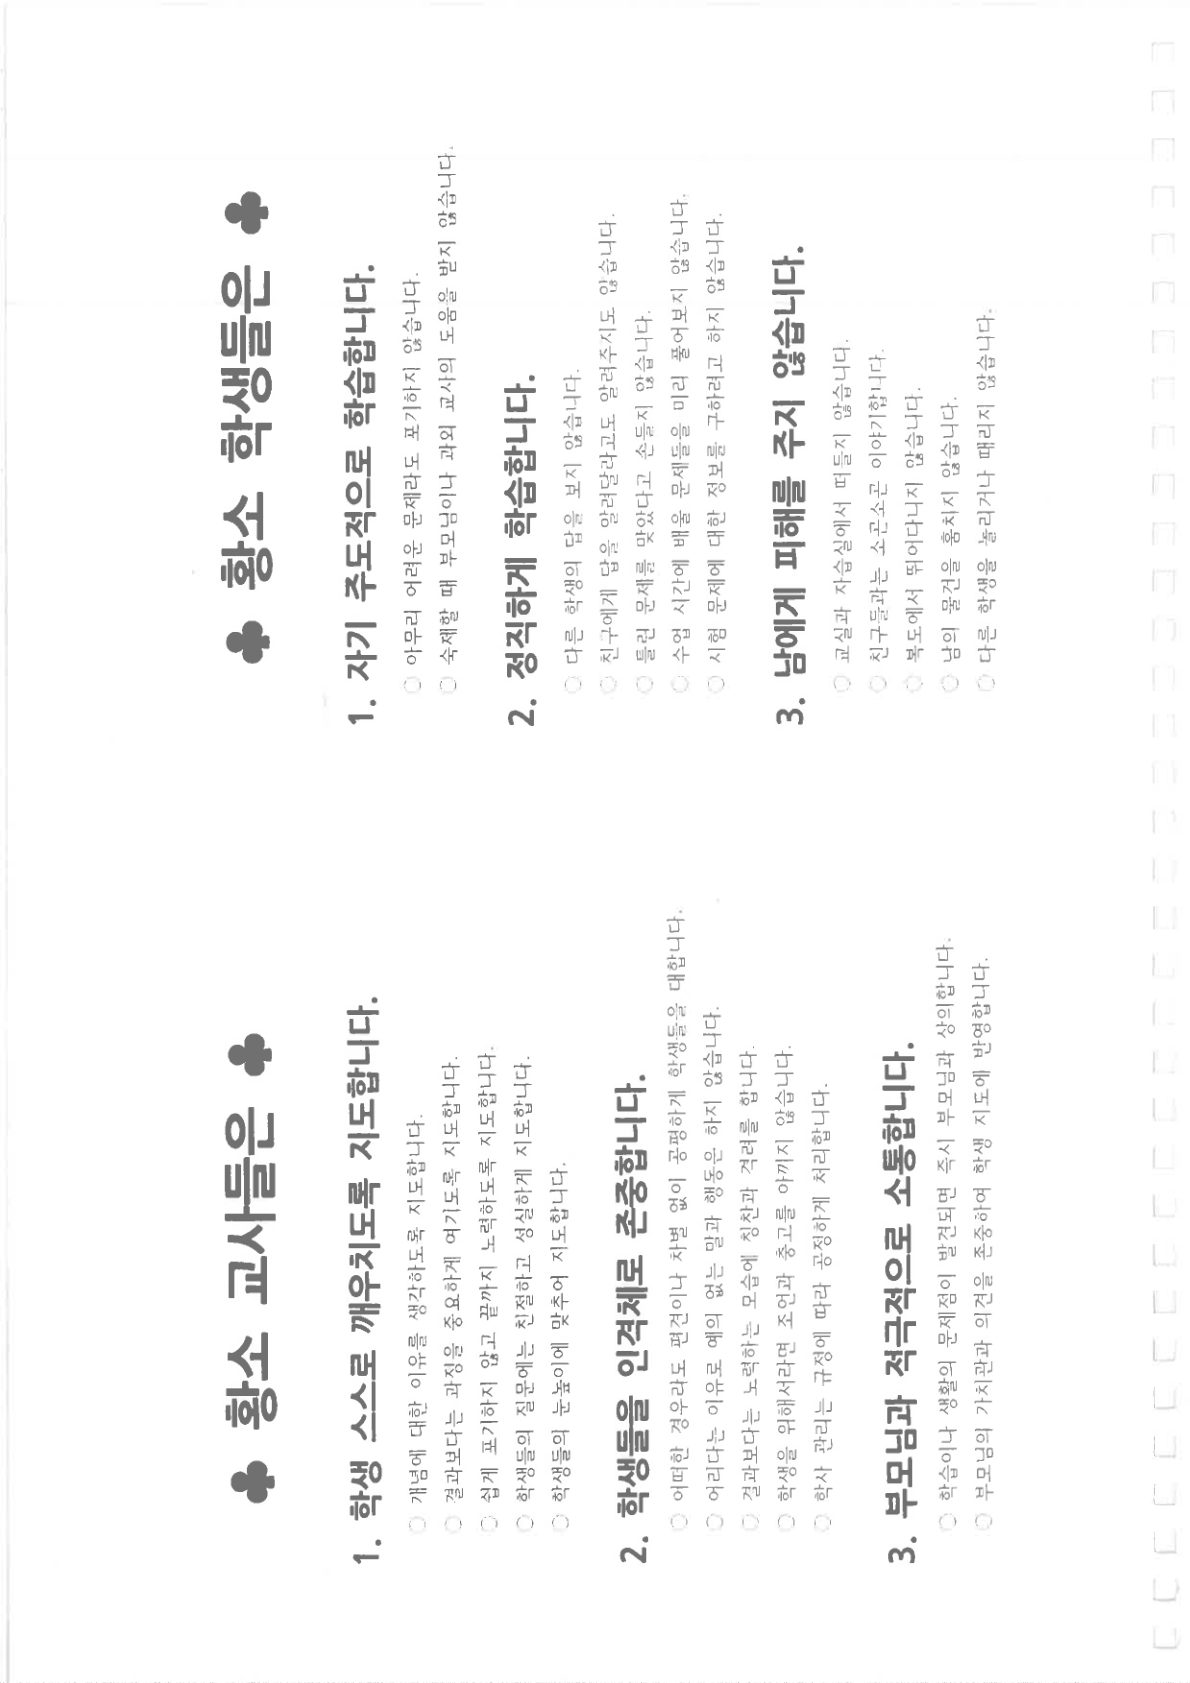 ♣ 황소 교사들은 ♣
1. 학생 스스로 깨우치도록 지도합니다.
○ 개념에 대한 이유를 생각하도록 지도합니다.
○ 결과보다는 과정을 중요하게 여기도록 지도합니다.
○ 쉽게 포기하지 않고 끝까지 노력하도록 지도합니다.
○ 학생들의 질문에는 친절하고 성실하게 지도합니다.
○ 학생들의 눈높이에 맞추어 지도합니다.
2. 학생들을 인격체로 존중합니다.
○ 어떠한 경우라도 편견이나 차별 없이 공평하게 학생들을 대합니다.
○ 어리다는 이유로 예의 없는 말과 행동은 하지 않습니다.
○ 결과보다는 노력하는 모습에 칭찬과 격려를 합니다.
○ 학생을 위해서라면 조언과 충고를 아끼지 않습니다.
○ 학사 관리는 규정에 따라 공정하게 처리합니다.
3. 부모님과 적극적으로 소통합니다.
○ 학습이나 생활의 문제점이 발견되면 즉시 부모님과 상의합니다.
○ 부모님의 가치관과 의견을 존중하여 학생 지도에 반영합니다.
♣ 황소 학생들은 ♣
1. 자기 주도적으로 학습합니다.
○ 아무리 어려운 문제라도 포기하지 않습니다.
○ 숙제할 때 부모님이나 과외 교사의 도움을 받지 않습니다.
2. 정직하게 학습합니다.
○ 다른 학생의 답을 보지 않습니다.
○ 친구에게 답을 알려달라고도 알려주지도 않습니다.
○ 틀린 문제를 맞았다고 손들지 않습니다.
○ 수업 시간에 배울 문제들을 미리 풀어보지 않습니다.
○ 시험 문제에 대한 정보를 구하려고 하지 않습니다.
3. 남에게 피해를 주지 않습니다.
○ 교실과 자습실에서 떠들지 않습니다.
○ 친구들과는 소곤소곤 이야기합니다.
○ 복도에서 뛰어다니지 않습니다.
○ 남의 물건을 훔치지 않습니다.
○ 다른 학생을 놀리거나 때리지 않습니다.